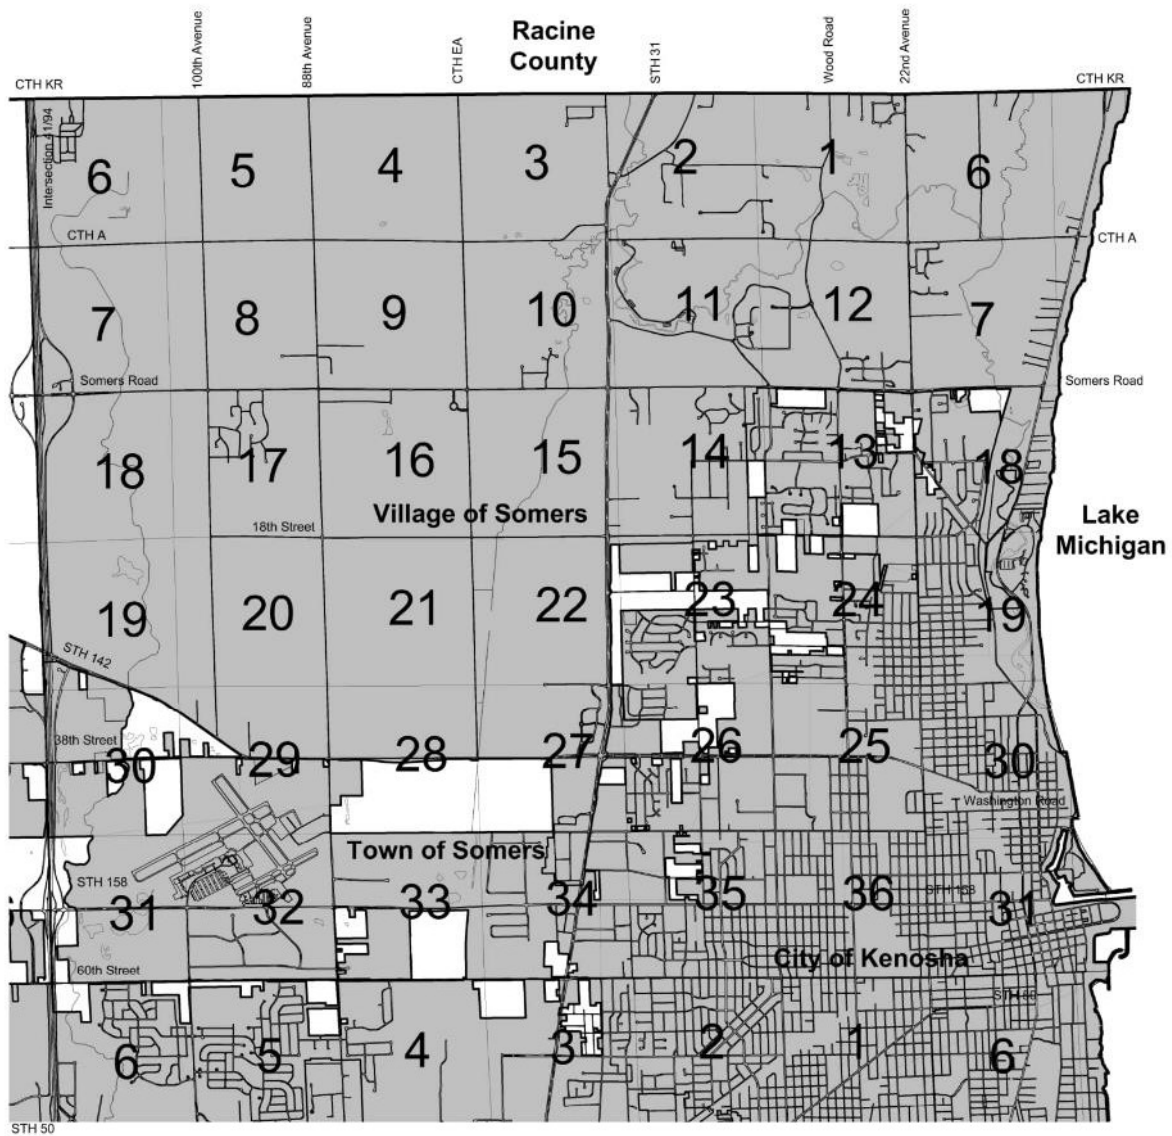 Racine
County
100th Avenue
88th Avenue
CTH EA
STH 31
Wood Road
22nd Avenue
CTH KR
CTH KR
Intersection 41/94
6
5
4
3
2
1
6
CTH A
CTH A
7
8
9
10
11
12
7
Somers Road
Somers Road
18
17
16
15
14
13
18
Village of Somers
18th Street
Lake
Michigan
19
20
21
22
23
24
19
STH 142
38th Street
30
29
28
27
26
25
30
Washington Road
Town of Somers
STH 158
STH 158
31
32
33
34
35
36
31
City of Kenosha
60th Street
6
5
4
3
2
1
6
STH 50